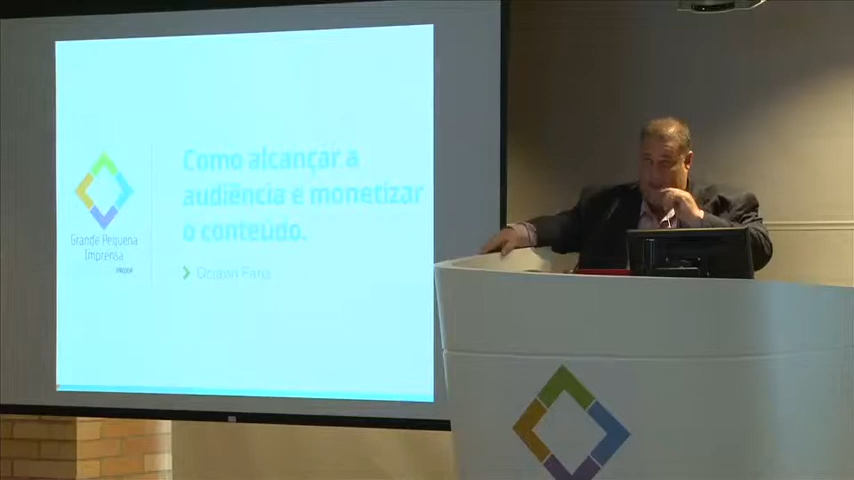 Como alcançar a
audiência e monetizar
o conteúdo.
Grande Pequena
Imprensa